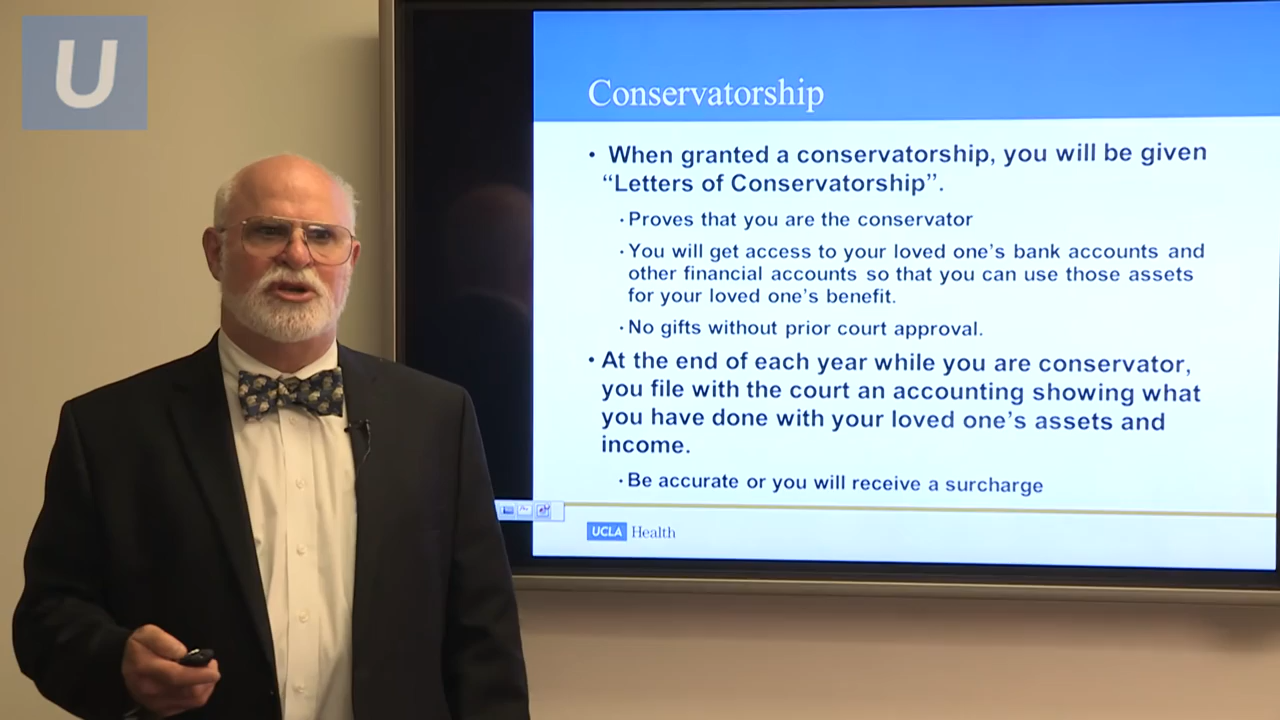 U
Conservatorship
• When granted a conservatorship, you will be given
“Letters of Conservatorship”.
· Proves that you are the conservator
· You will get access to your loved one’s bank accounts and
other financial accounts so that you can use those assets
for your loved one’s benefit.
· No gifts without prior court approval.
• At the end of each year while you are conservator,
you file with the court an accounting showing what
you have done with your loved one’s assets and
income.
· Be accurate or you will receive a surcharge
UCLA Health